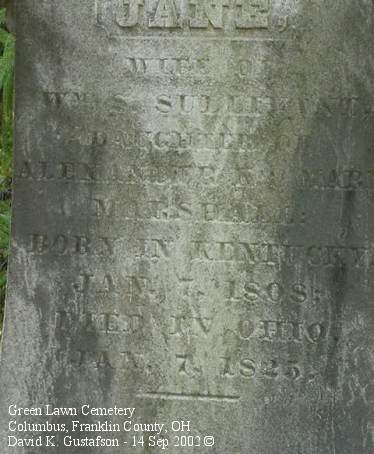 JANE,
WIFE OF
WM. S. SULLIVANT,
DAUGHTER OF
ALEXANDER K. & MARY
MARSHALL:
BORN IN KENTUCKY
JAN. 7, 1808;
DIED IN OHIO
JAN. 7, 1825.
Green Lawn Cemetery
Columbus, Franklin County, OH
David K. Gustafson - 14 Sep 2002 ©